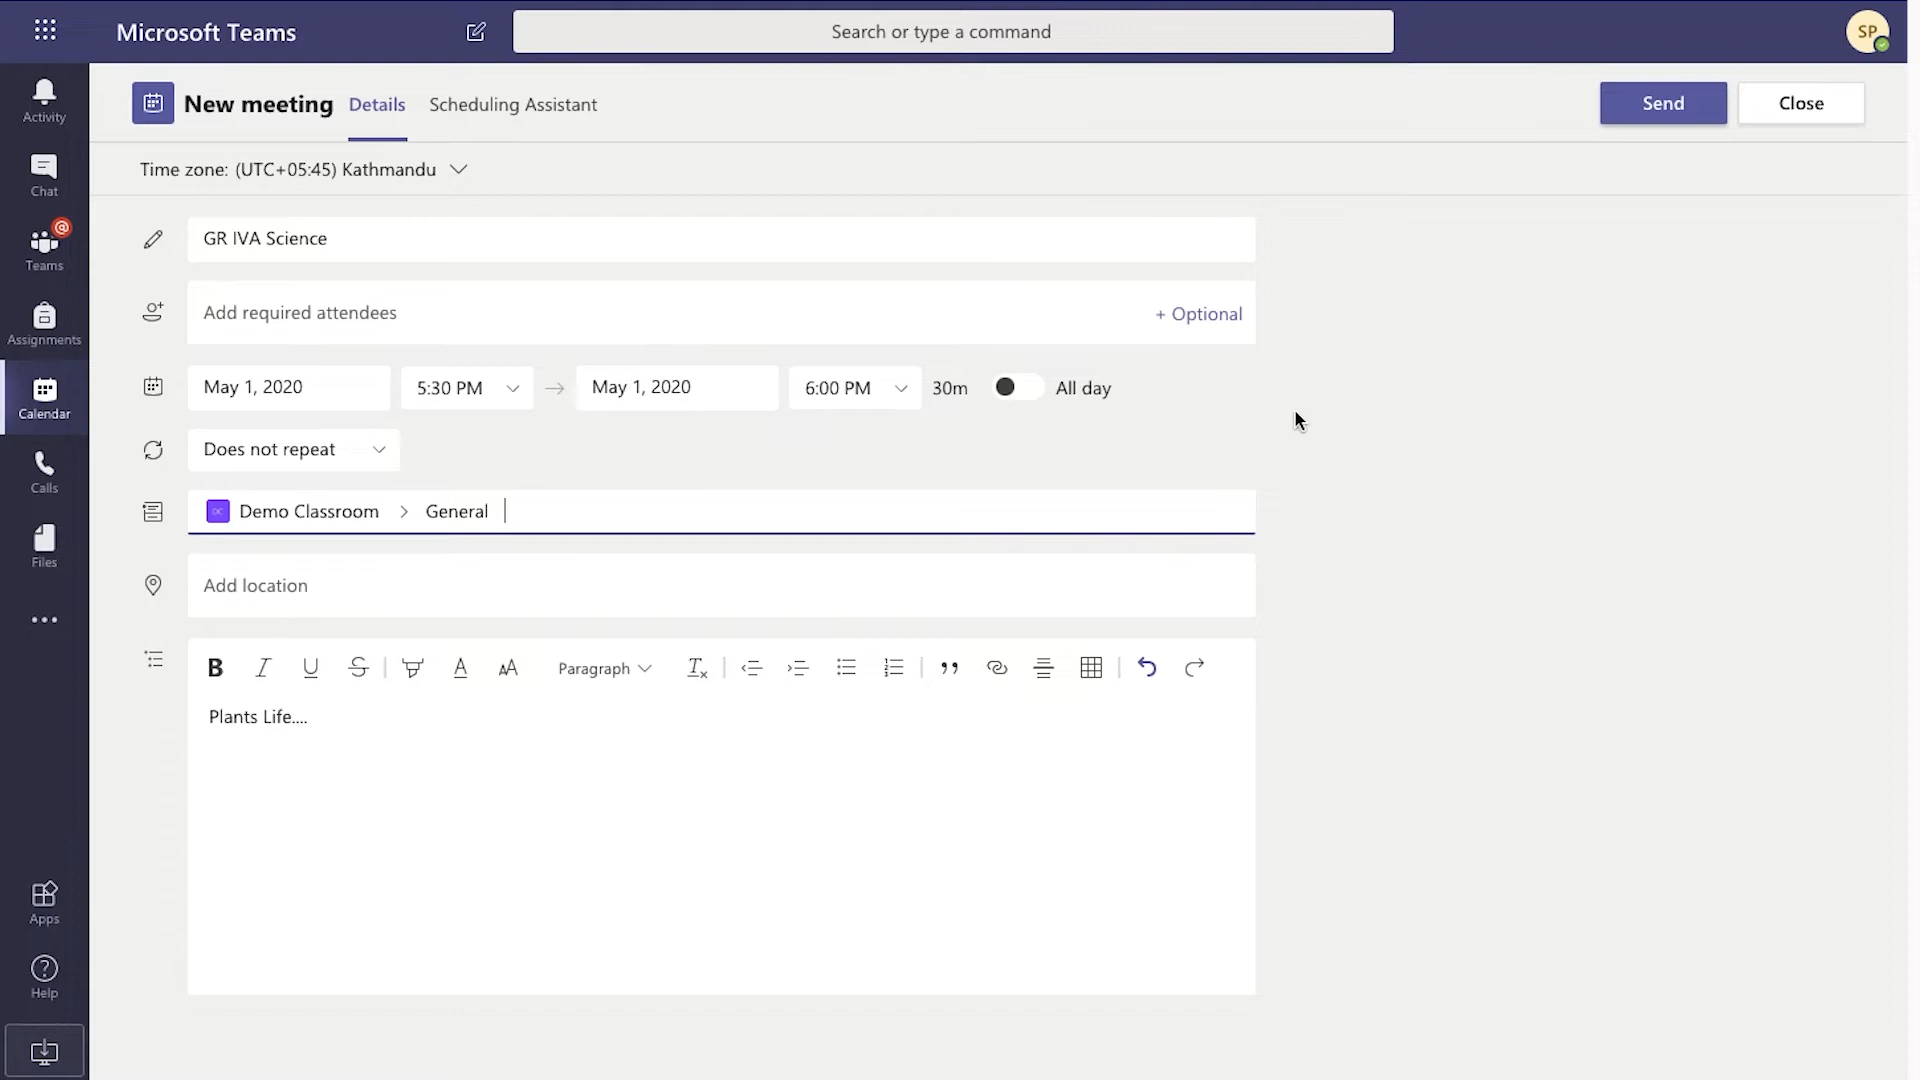 Microsoft Teams
Search or type a command
SP
Activity
Chat
@
Teams
Assignments
Calendar
Calls
Files
Apps
Help
New meeting
Details
Scheduling Assistant
Send
Close
Time zone: (UTC+05:45) Kathmandu
GR IVA Science
Add required attendees
+ Optional
May 1, 2020
5:30 PM
May 1, 2020
6:00 PM
30m
All day
Does not repeat
DC
Demo Classroom > General
Add location
Paragraph
Plants Life....